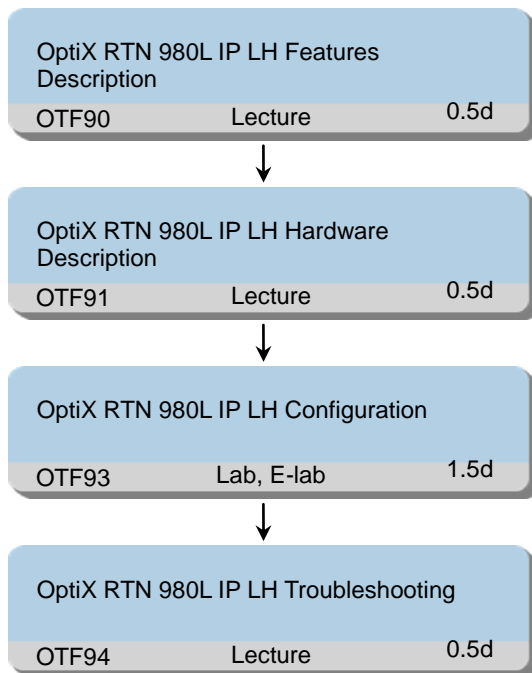 OptiX RTN 980L IP LH Features
Description
OTF90 Lecture 0.5d
OptiX RTN 980L IP LH Hardware
Description
OTF91 Lecture 0.5d
OptiX RTN 980L IP LH Configuration
OTF93 Lab, E-lab 1.5d
OptiX RTN 980L IP LH Troubleshooting
OTF94 Lecture 0.5d